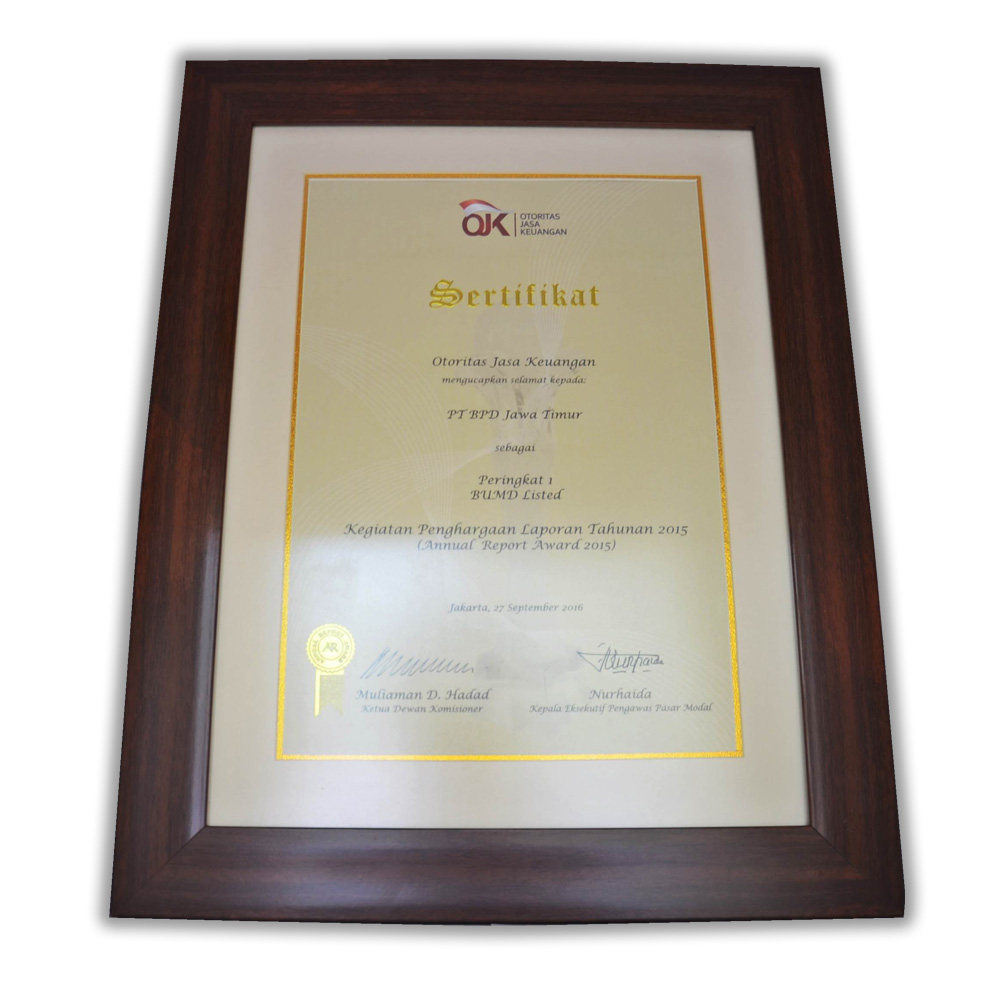 OJK
OTORITAS
JASA
KEUANGAN
Sertifikat
Otoritas Jasa Keuangan
mengucapkan selamat kepada:
PT BPD Jawa Timur
sebagai
Peringkat 1
BUMD Listed
Kegiatan Penghargaan Laporan Tahunan 2015
(Annual Report Award 2015)
Jakarta, 27 September 2016
AR
Nurhaida
Muliaman D. Hadad
Ketua Dewan Komisioner
Nurhaida
Kepala Eksekutif Pengawas Pasar Modal